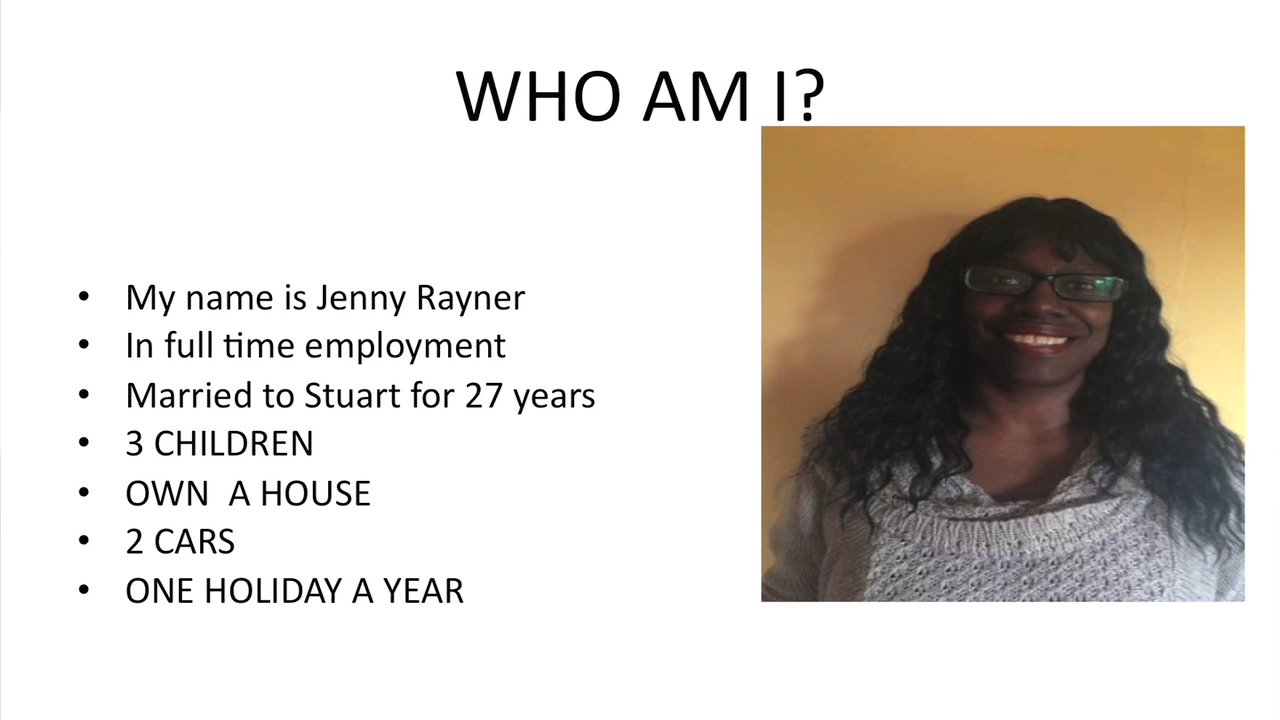 WHO AM I?
• My name is Jenny Rayner
• In full time employment
• Married to Stuart for 27 years
• 3 CHILDREN
• OWN  A HOUSE
• 2 CARS
• ONE HOLIDAY A YEAR